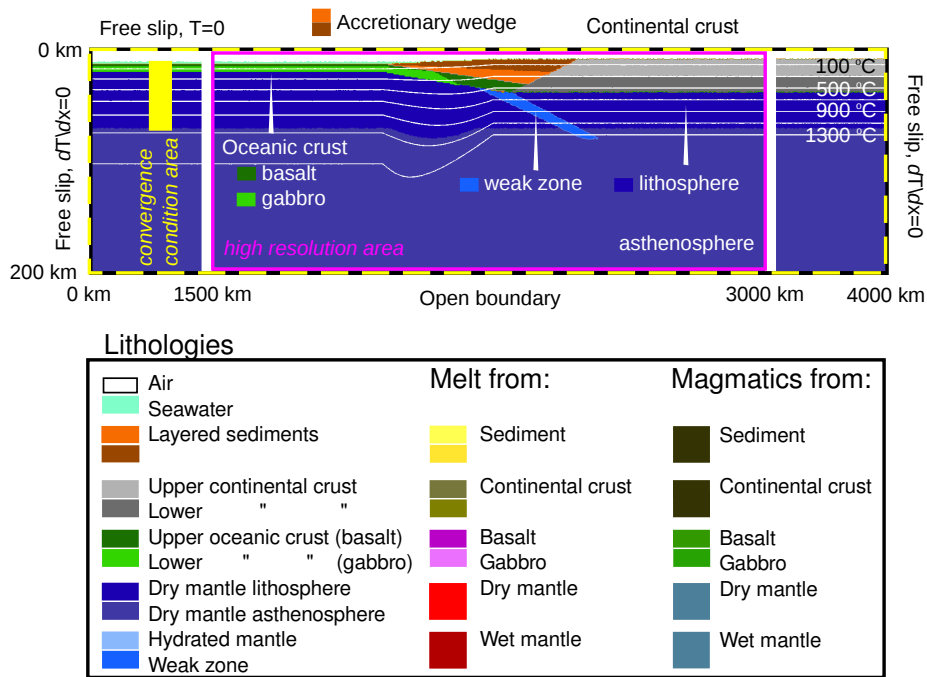 Free slip, T=0
Accretionary wedge
Continental crust
0 km
100 °C
500 °C
900 °C
1300 °C
Free slip, dT\dx=0
Free slip, dT\dx=0
convergence
condition area
Oceanic crust
basalt
gabbro
weak zone
lithosphere
high resolution area
asthenosphere
200 km
0 km
1500 km
Open boundary
3000 km
4000 km
Lithologies
Air
Seawater
Layered sediments
Upper continental crust
Lower " "
Upper oceanic crust (basalt)
Lower " " (gabbro)
Dry mantle lithosphere
Dry mantle asthenosphere
Hydrated mantle
Weak zone
Melt from:
Sediment
Continental crust
Basalt
Gabbro
Dry mantle
Wet mantle
Magmatics from:
Sediment
Continental crust
Basalt
Gabbro
Dry mantle
Wet mantle